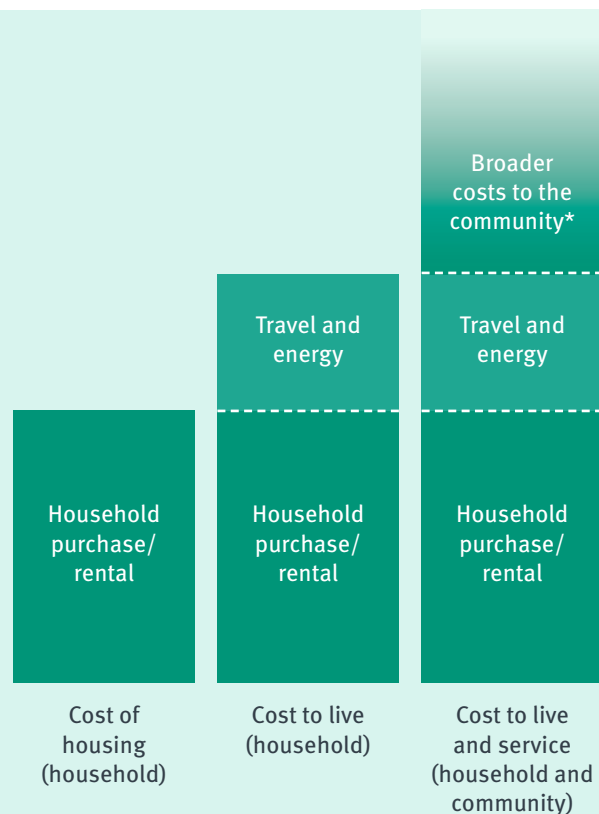 Broader
costs to the
community*
Travel and
energy
Travel and
energy
Household
purchase/
rental
Household
purchase/
rental
Household
purchase/
rental
Cost of
housing
(household)
Cost to live
(household)
Cost to live
and service
(household and
community)